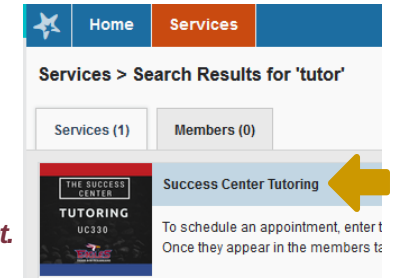 Home Services
Services > Search Results for 'tutor'
Services (1) Members (0)
THE SUCCESS
CENTER
TUTORING
UC330
EAGLES
Success Center Tutoring
To schedule an appointment, enter t
Once they appear in the members ta
t.